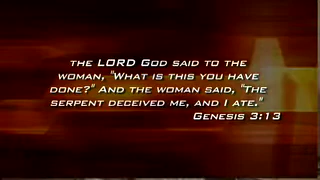 THE LORD GOD SAID TO THE
WOMAN, "WHAT IS THIS YOU HAVE
DONE?" AND THE WOMAN SAID, "THE
SERPENT DECEIVED ME, AND I ATE."
GENESIS 3:13